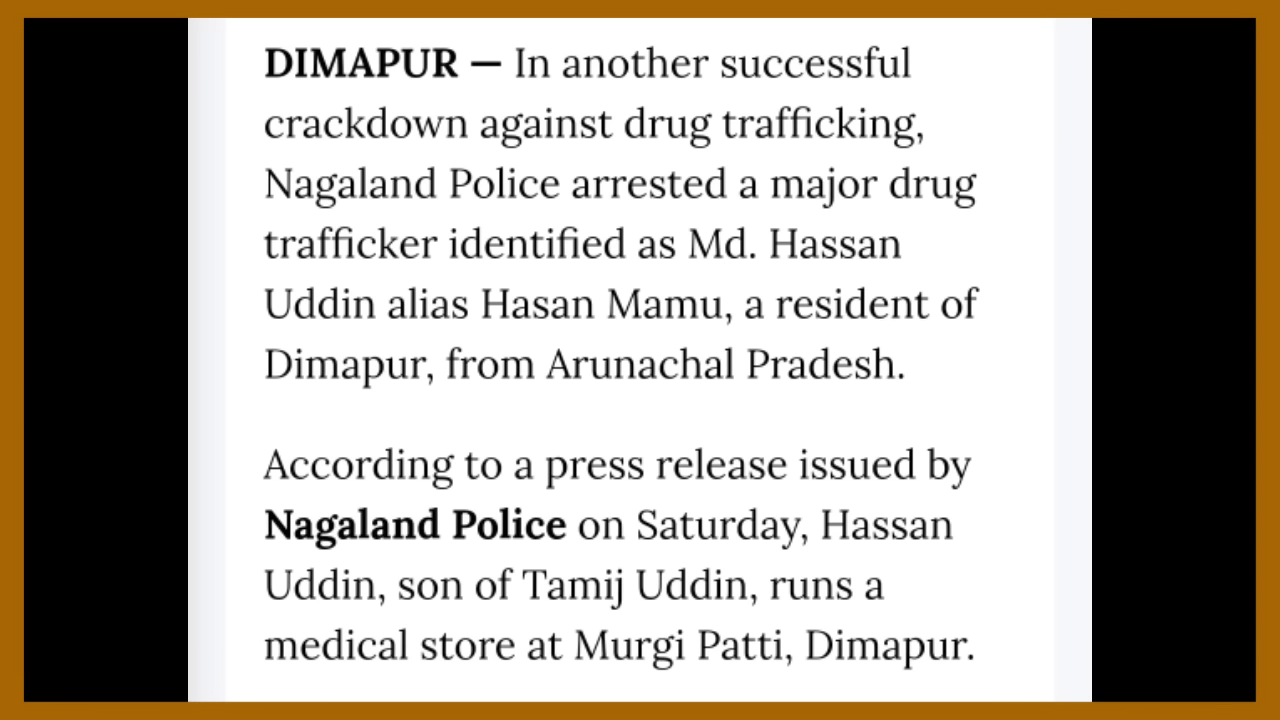 DIMAPUR — In another successful
crackdown against drug trafficking,
Nagaland Police arrested a major drug
trafficker identified as Md. Hassan
Uddin alias Hasan Mamu, a resident of
Dimapur, from Arunachal Pradesh.
According to a press release issued by
Nagaland Police on Saturday, Hassan
Uddin, son of Tamij Uddin, runs a
medical store at Murgi Patti, Dimapur.